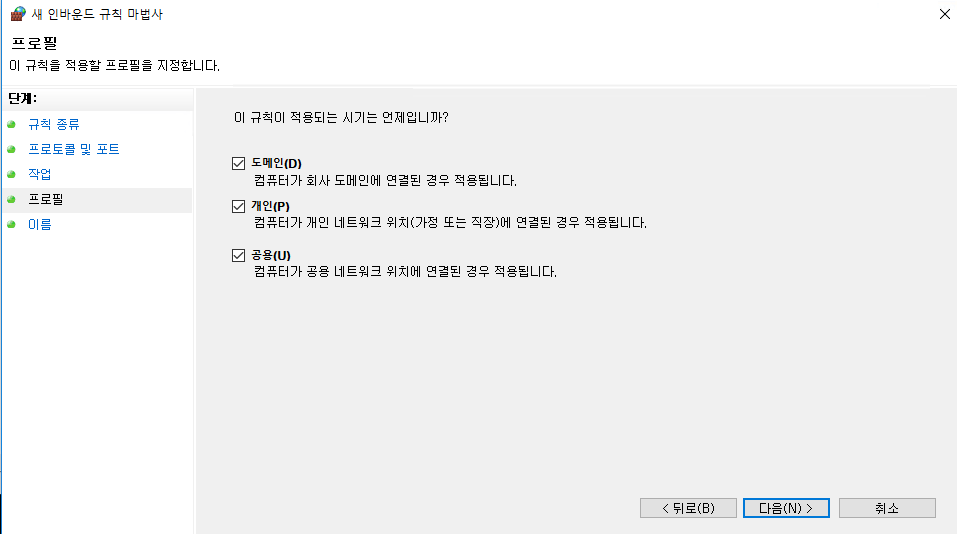 새 인바운드 규칙 마법사
프로필
이 규칙을 적용할 프로필을 지정합니다.
단계:
규칙 종류
프로토콜 및 포트
작업
프로필
이름
이 규칙이 적용되는 시기는 언제입니까?
도메인(D)
컴퓨터가 회사 도메인에 연결된 경우 적용됩니다.
개인(P)
컴퓨터가 개인 네트워크 위치(가정 또는 직장)에 연결된 경우 적용됩니다.
공용(U)
컴퓨터가 공용 네트워크 위치에 연결된 경우 적용됩니다.
< 뒤로(B) 다음(N) > 취소